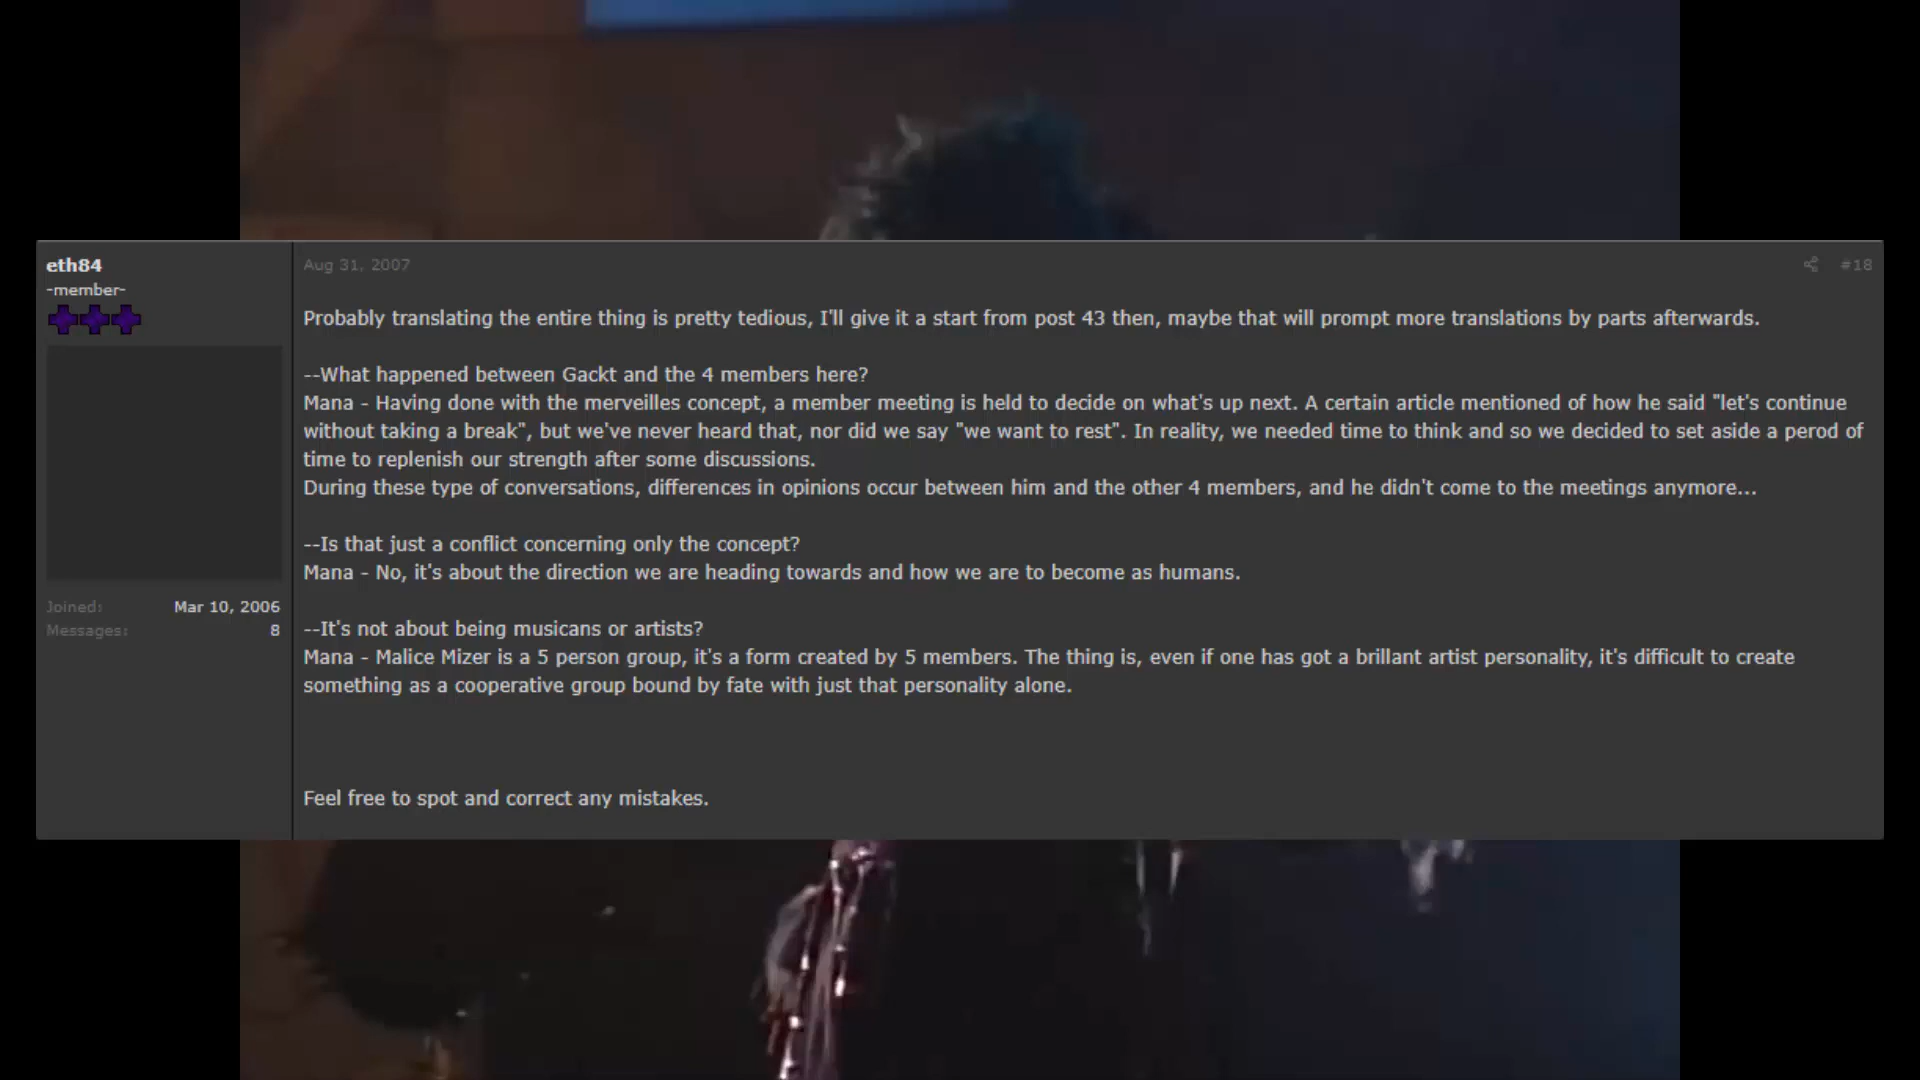 eth84
-member-
Joined: Mar 10, 2006
Messages: 8
Aug 31, 2007
#18
Probably translating the entire thing is pretty tedious, I'll give it a start from post 43 then, maybe that will prompt more translations by parts afterwards.
--What happened between Gackt and the 4 members here?
Mana - Having done with the merveilles concept, a member meeting is held to decide on what's up next. A certain article mentioned of how he said "let's continue
without taking a break", but we've never heard that, nor did we say "we want to rest". In reality, we needed time to think and so we decided to set aside a perod of
time to replenish our strength after some discussions.
During these type of conversations, differences in opinions occur between him and the other 4 members, and he didn't come to the meetings anymore...
--Is that just a conflict concerning only the concept?
Mana - No, it's about the direction we are heading towards and how we are to become as humans.
--It's not about being musicans or artists?
Mana - Malice Mizer is a 5 person group, it's a form created by 5 members. The thing is, even if one has got a brillant artist personality, it's difficult to create
something as a cooperative group bound by fate with just that personality alone.
Feel free to spot and correct any mistakes.